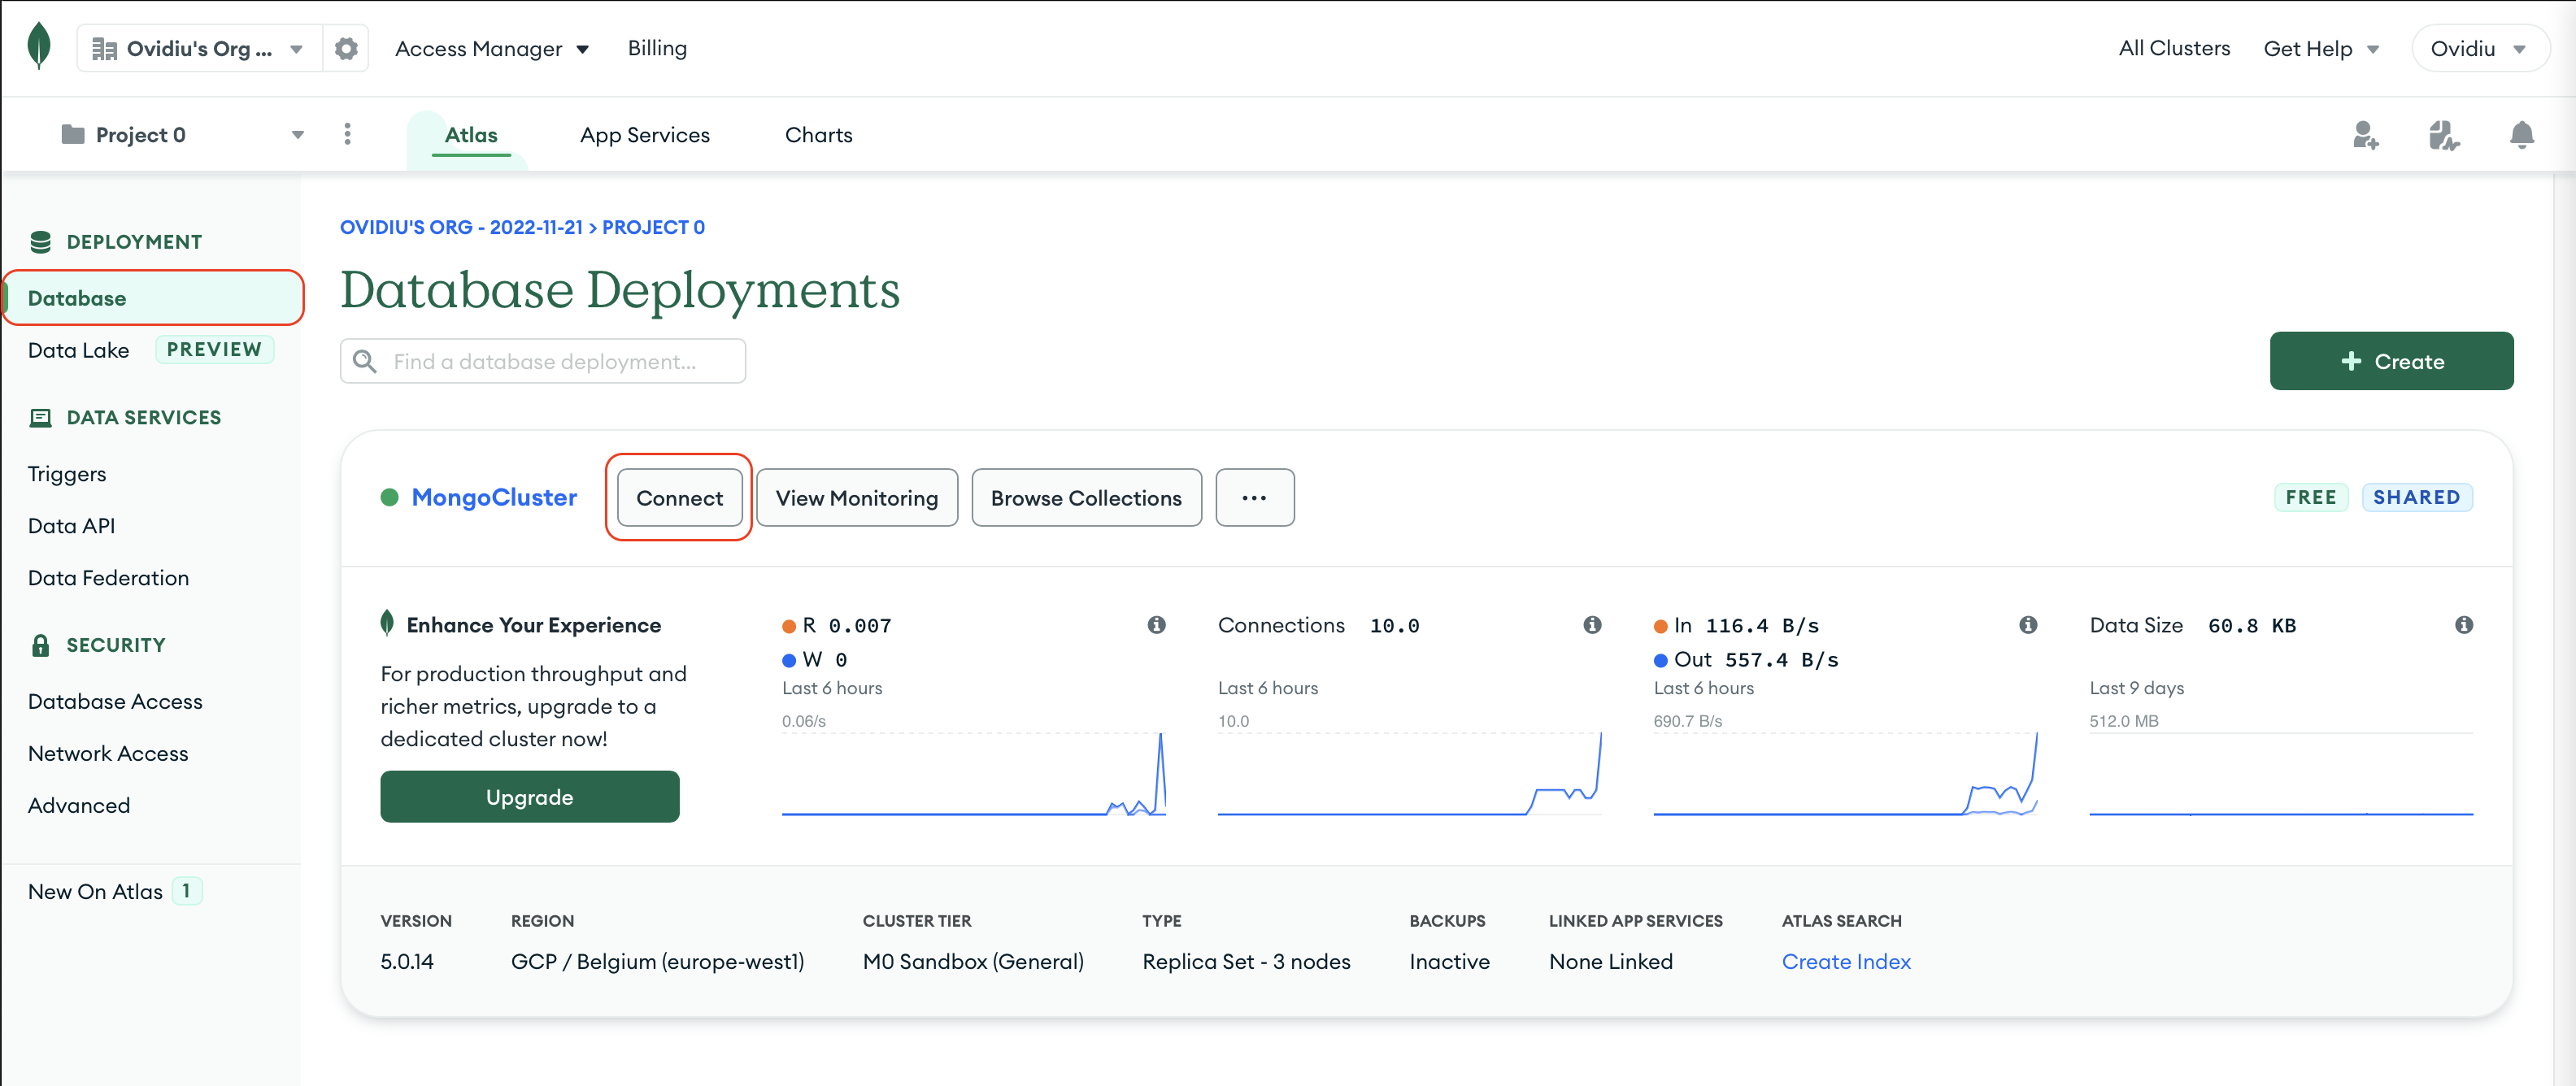 Ovidiu's Org ...
Access Manager
Billing
All Clusters
Get Help
Ovidiu
Project 0
Atlas
App Services
Charts
DEPLOYMENT
Database
Data Lake PREVIEW
DATA SERVICES
Triggers
Data API
Data Federation
SECURITY
Database Access
Network Access
Advanced
New On Atlas 1
OVIDIU'S ORG - 2022-11-21 > PROJECT 0
Database Deployments
Find a database deployment...
+ Create
MongoCluster
Connect
View Monitoring
Browse Collections
...
FREE
SHARED
Enhance Your Experience
For production throughput and
richer metrics, upgrade to a
dedicated cluster now!
Upgrade
R 0.007
W 0
Last 6 hours
0.06/s
Connections 10.0
Last 6 hours
10.0
In 116.4 B/s
Out 557.4 B/s
Last 6 hours
690.7 B/s
Data Size 60.8 KB
Last 9 days
512.0 MB
VERSION
5.0.14
REGION
GCP / Belgium (europe-west1)
CLUSTER TIER
M0 Sandbox (General)
TYPE
Replica Set - 3 nodes
BACKUPS
Inactive
LINKED APP SERVICES
None Linked
ATLAS SEARCH
Create Index